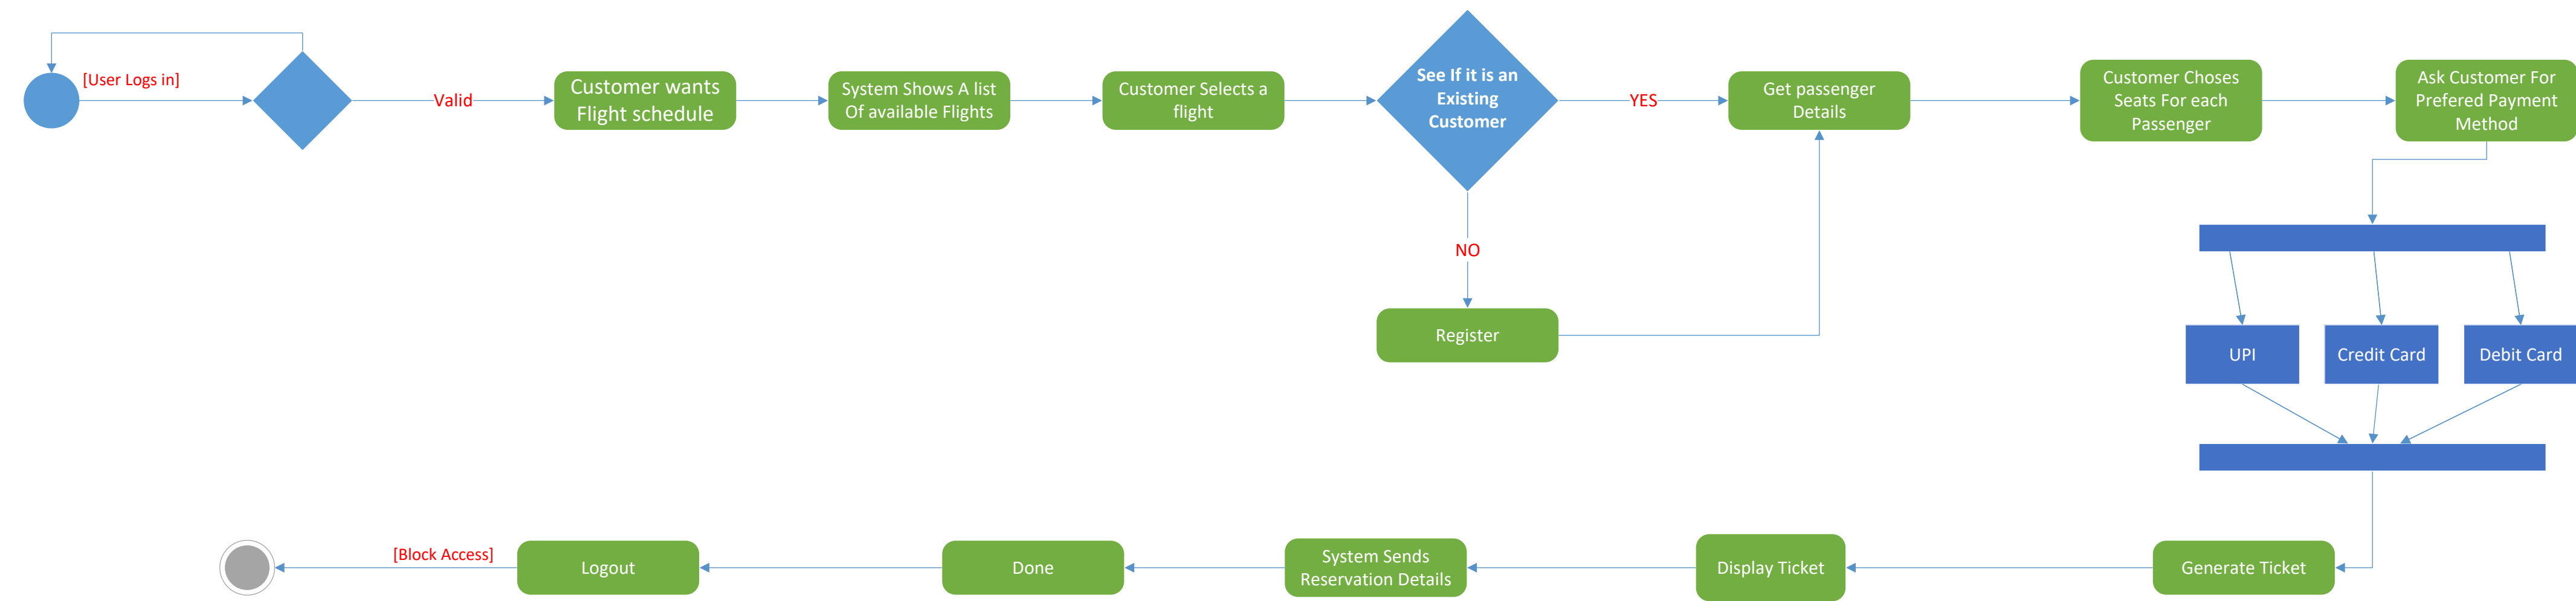 [User Logs in]
Valid
Customer wants
Flight schedule
System Shows A list
Of available Flights
Customer Selects a
flight
See If it is an
Existing
Customer
YES
Get passenger
Details
Customer Choses
Seats For each
Passenger
Ask Customer For
Prefered Payment
Method
NO
Register
UPI
Credit Card
Debit Card
[Block Access]
Logout
Done
System Sends
Reservation Details
Display Ticket
Generate Ticket